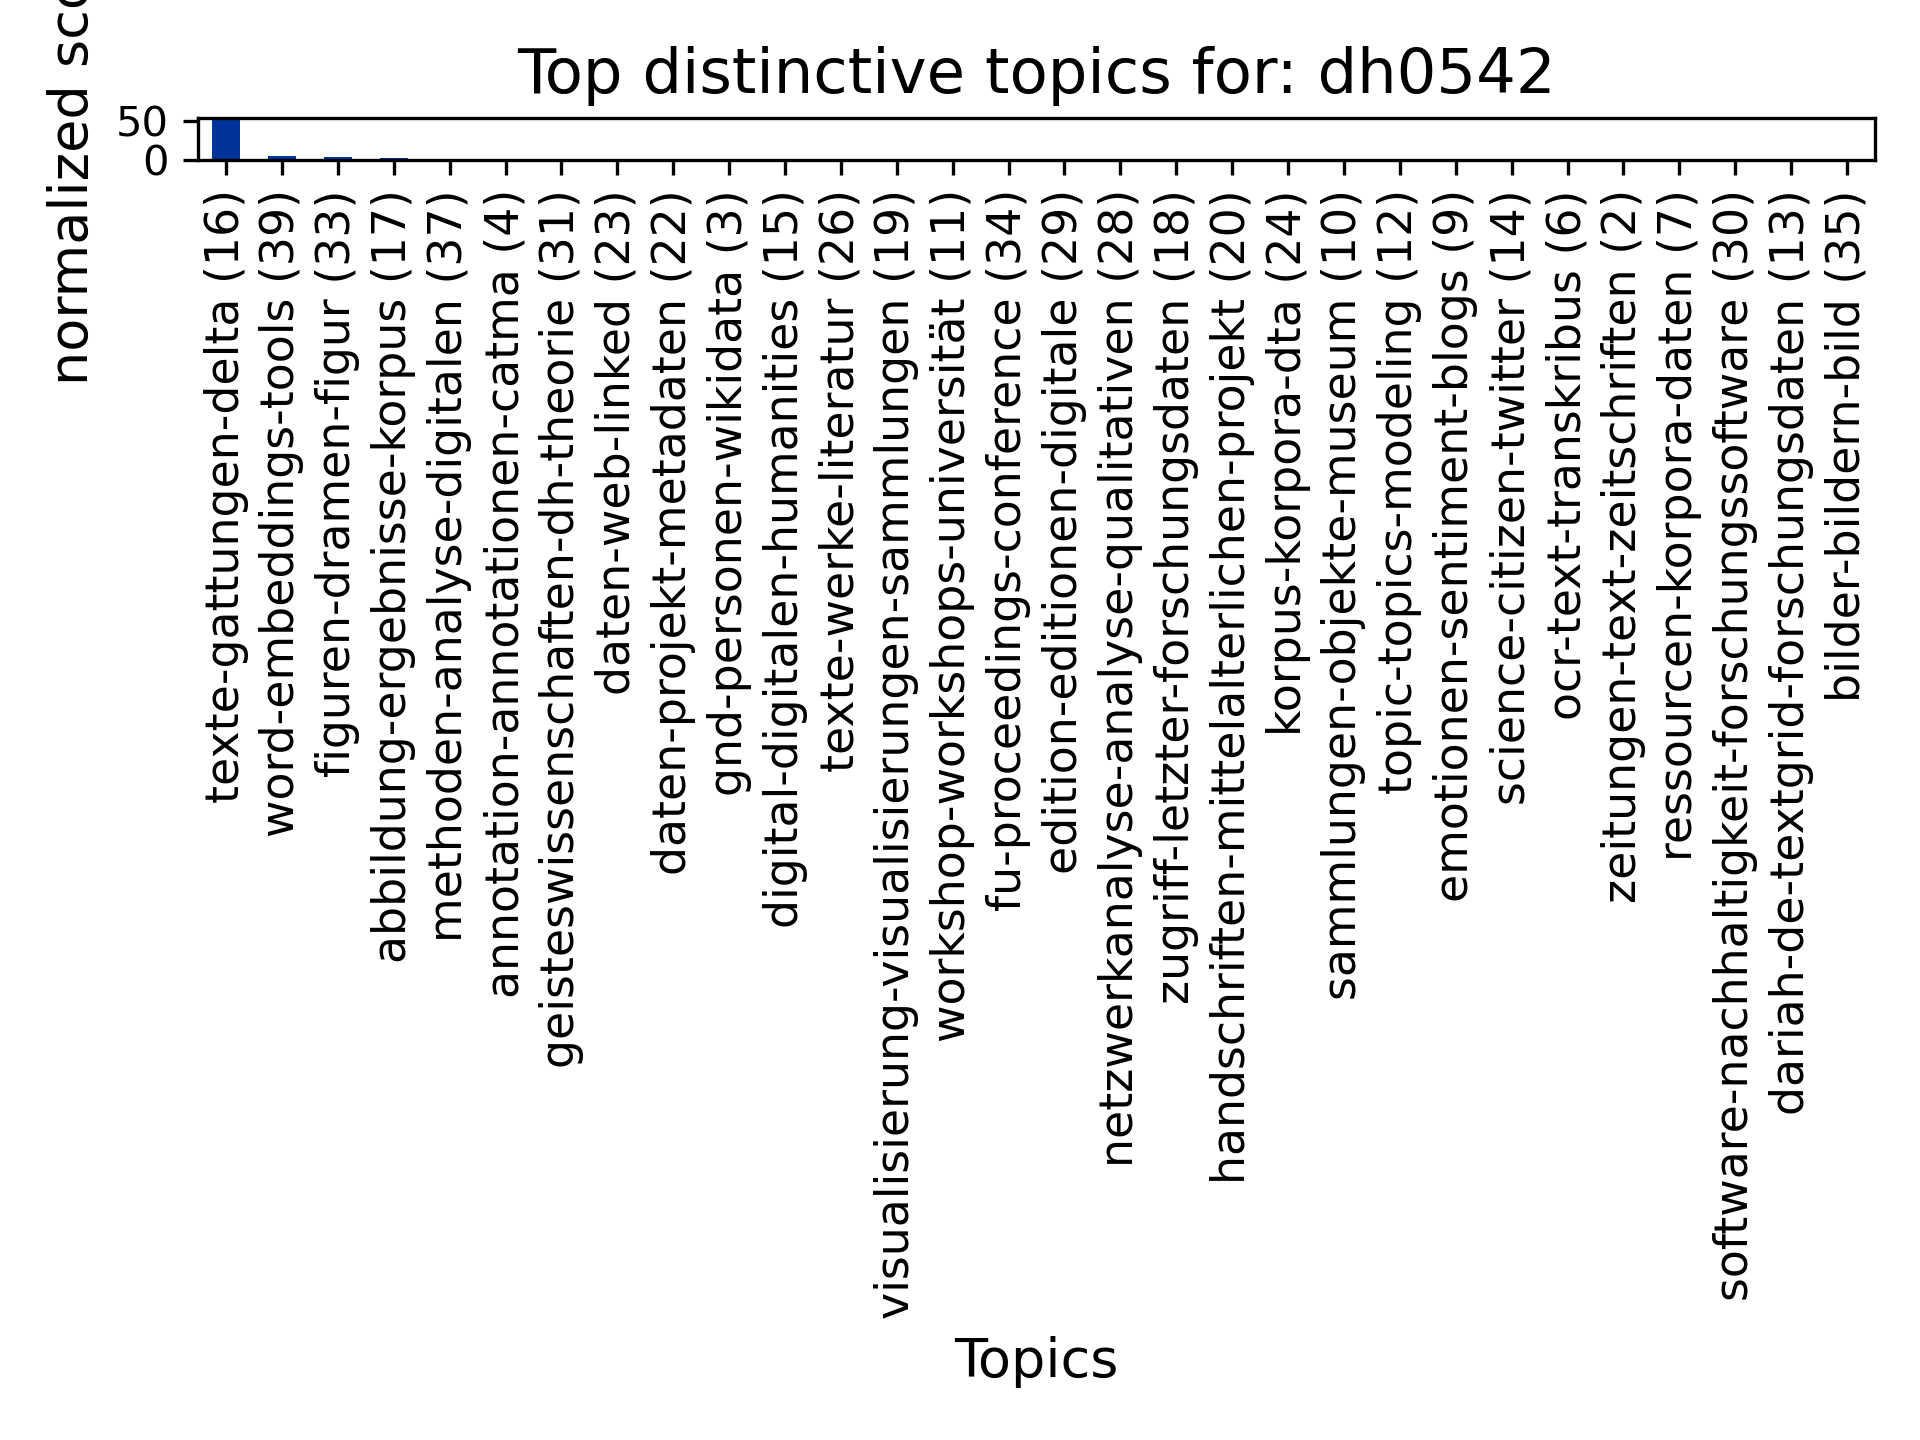 Top distinctive topics for: dh0542
normalized
50
0
texte-gattungen-delta (16)
word-embeddings-tools (39)
figuren-dramen-figur (33)
abbildung-ergebnisse-korpus (17)
methoden-analyse-digitalen (37)
annotation-annotationen-catma (4)
geisteswissenschaften-dh-theorie (31)
daten-web-linked (23)
daten-projekt-metadaten (22)
gnd-personen-wikidata (3)
digital-digitalen-humanities (15)
texte-werke-literatur (26)
visualisierung-visualisierungen-sammlungen (19)
workshop-workshops-universität (11)
fu-proceedings-conference (34)
edition-editionen-digitale (29)
netzwerkanalyse-analyse-qualitativen (28)
zugriff-letzter-forschungsdaten (18)
handschriften-mittelalterlichen-projekt (20)
korpus-korpora-dta (24)
sammlungen-objekte-museum (10)
topic-topics-modeling (12)
emotionen-sentiment-blogs (9)
science-citizen-twitter (14)
ocr-text-transkribus (6)
zeitungen-text-zeitschriften (2)
ressourcen-korpora-daten (7)
software-nachhaltigkeit-forschungssoftware (30)
dariah-de-textgrid-forschungsdaten (13)
bilder-bildern-bild (35)
Topics